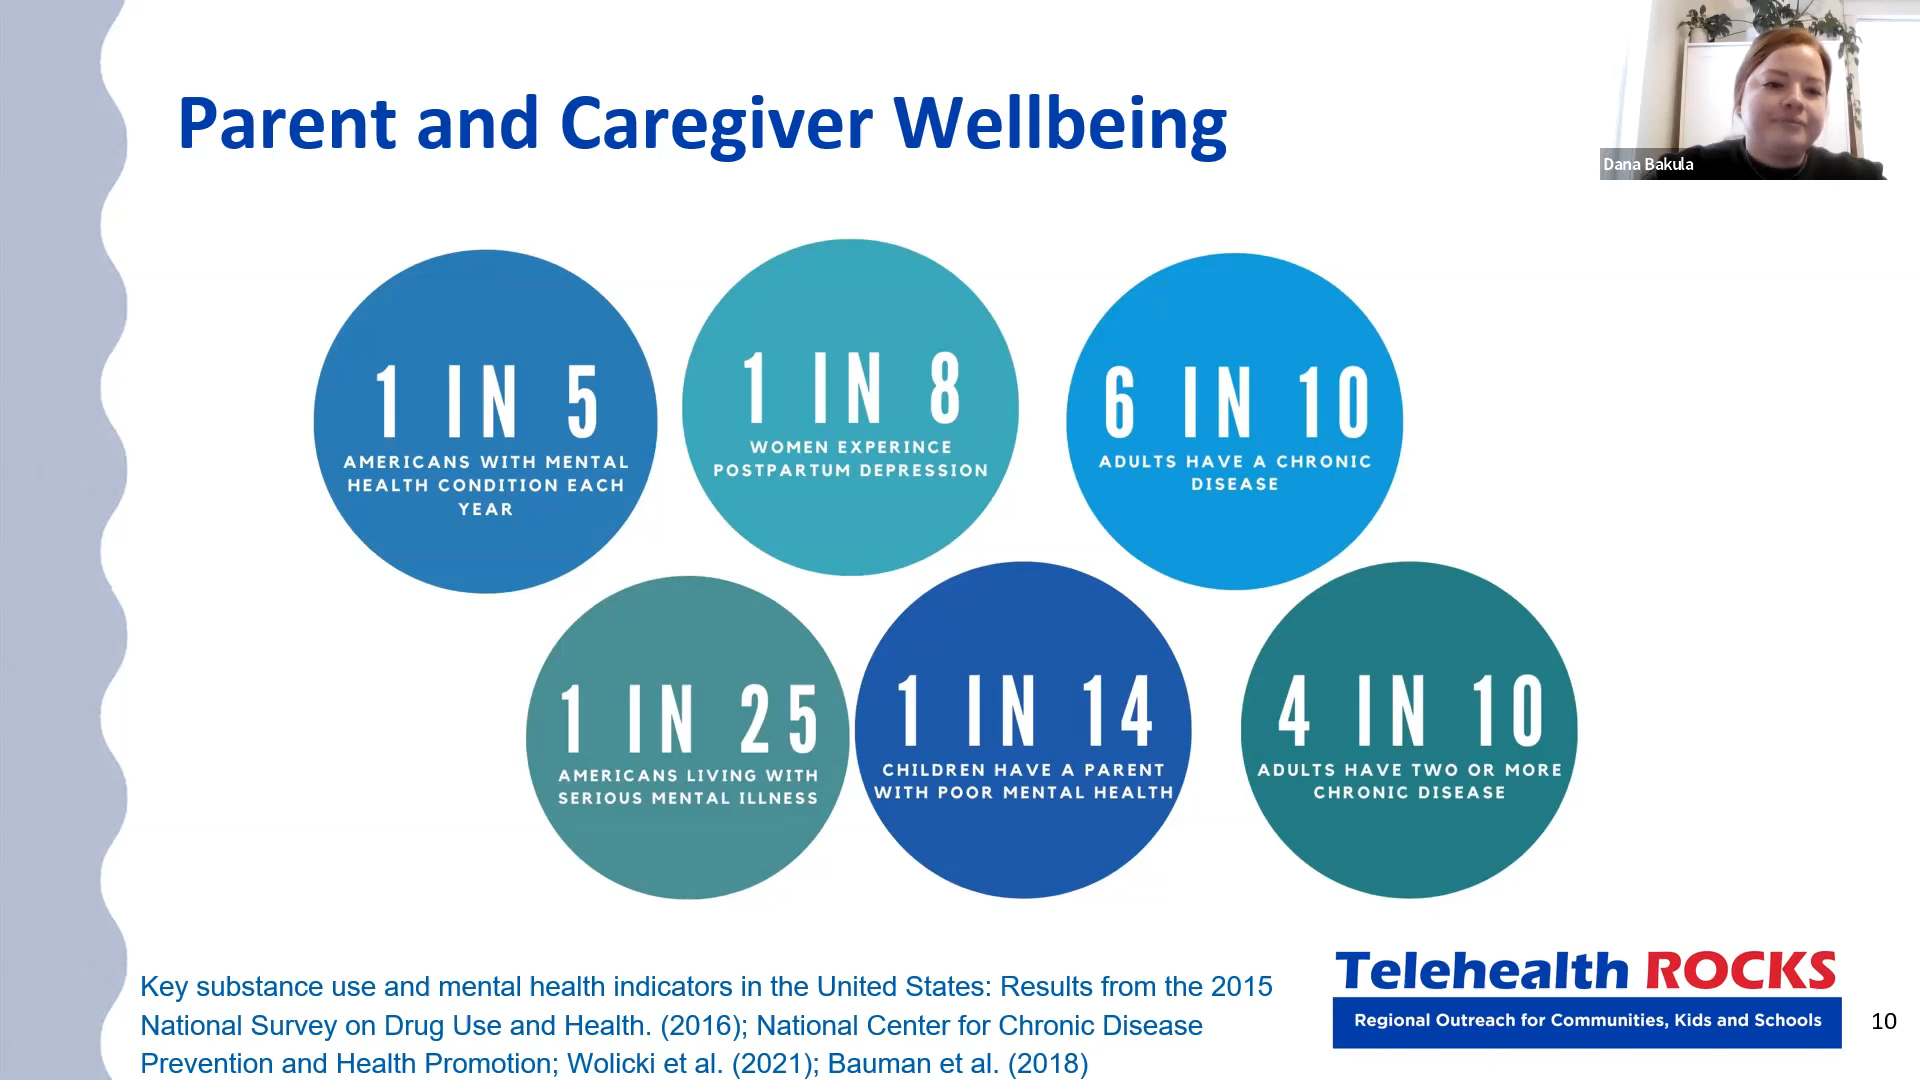 Parent and Caregiver Wellbeing
Dana Bakula
1 IN 5
AMERICANS WITH MENTAL
HEALTH CONDITION EACH
YEAR
1 IN 8
WOMEN EXPERINCE
POSTPARTUM DEPRESSION
6 IN 10
ADULTS HAVE A CHRONIC
DISEASE
1 IN 25
AMERICANS LIVING WITH
SERIOUS MENTAL ILLNESS
1 IN 14
CHILDREN HAVE A PARENT
WITH POOR MENTAL HEALTH
4 IN 10
ADULTS HAVE TWO OR MORE
CHRONIC DISEASE
Key substance use and mental health indicators in the United States: Results from the 2015
National Survey on Drug Use and Health. (2016); National Center for Chronic Disease
Prevention and Health Promotion; Wolicki et al. (2021); Bauman et al. (2018)
Telehealth ROCKS
Regional Outreach for Communities, Kids and Schools
10